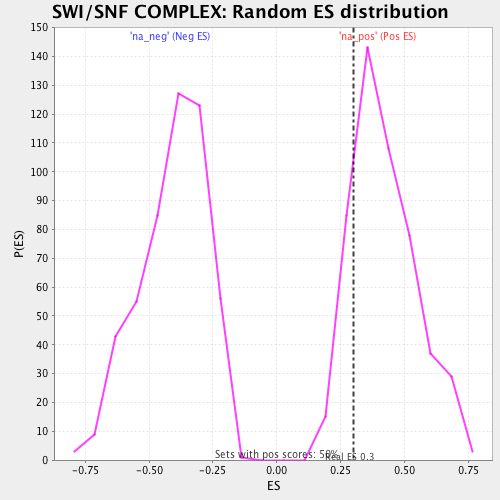 SWI/SNF COMPLEX: Random ES distribution
'na_neg' (Neg ES)
'na_pos' (Pos ES)
150
140
130
120
110
100
90
80
70
60
50
40
30
20
10
0
P(ES)
Sets with pos scores: 50%
Real ES 0.3
-0.75 -0.50 -0.25 0.00 0.25 0.50 0.75
ES